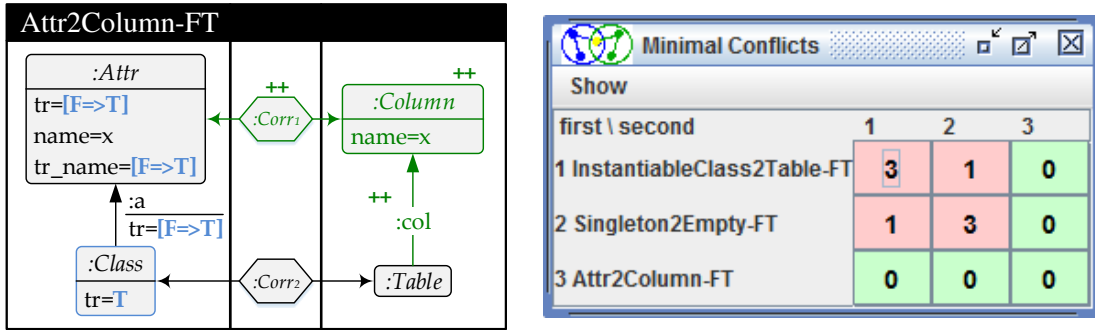 Attr2Column-FT
:Attr
tr=[F=>T]
name=x
tr_name=[F=>T]
++
:Corr1
++
:Column
name=x
:a
tr=[F=>T]
++
:col
:Class
tr=T
:Corr2
:Table
Minimal Conflicts
Show
first \ second 1 2 3
1 InstantiableClass2Table-FT 3 1 0
2 Singleton2Empty-FT 1 3 0
3 Attr2Column-FT 0 0 0